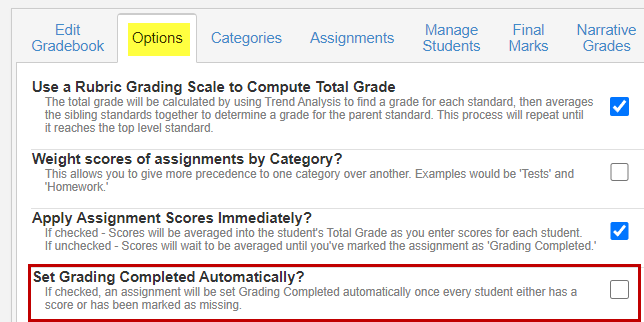 Edit Gradebook
Options
Categories
Assignments
Manage Students
Final Marks
Narrative Grades
Use a Rubric Grading Scale to Compute Total Grade
The total grade will be calculated by using Trend Analysis to find a grade for each standard, then averages
the sibling standards together to determine a grade for the parent standard. This process will repeat until
it reaches the top level standard.
Weight scores of assignments by Category?
This allows you to give more precedence to one category over another. Examples would be 'Tests' and
'Homework.'
Apply Assignment Scores Immediately?
If checked - Scores will be averaged into the student's Total Grade as you enter scores for each student.
If unchecked - Scores will wait to be averaged until you've marked the assignment as 'Grading Completed.'
Set Grading Completed Automatically?
If checked, an assignment will be set Grading Completed automatically once every student either has a
score or has been marked as missing.